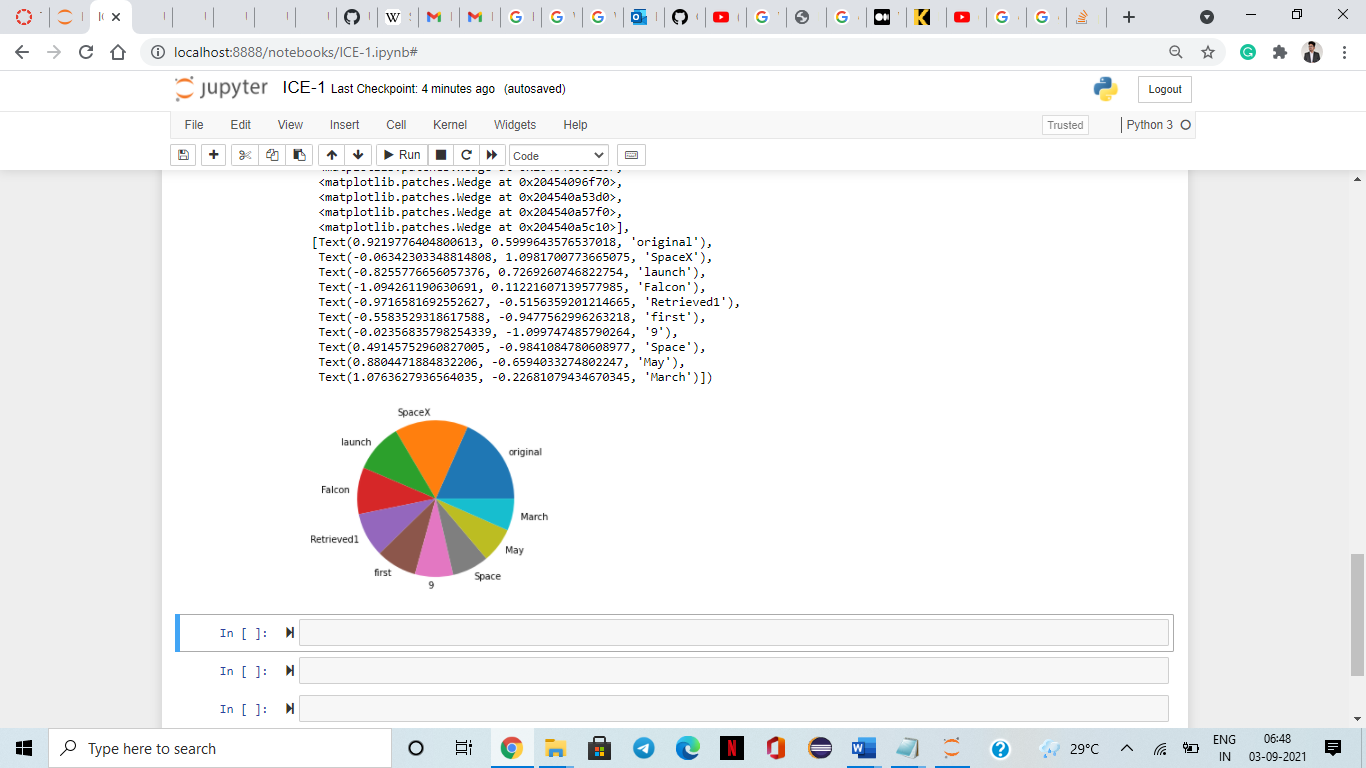 localhost:8888/notebooks/ICE-1.ipynb#
jupyter ICE-1 Last Checkpoint: 4 minutes ago (autosaved)
Logout
File Edit View Insert Cell Kernel Widgets Help
Trusted Python 3
Run Code
<matplotlib.patches.Wedge at 0x20454096f70>,
<matplotlib.patches.Wedge at 0x204540a53d0>,
<matplotlib.patches.Wedge at 0x204540a57f0>,
<matplotlib.patches.Wedge at 0x204540a5c10>],
[Text(0.9219776404800613, 0.5999643576537018, 'original'),
Text(-0.06342303348814808, 1.0981700773665075, 'SpaceX'),
Text(-0.8255776656057376, 0.7269260746822754, 'launch'),
Text(-1.094261190630691, 0.11221607139577985, 'Falcon'),
Text(-0.9716581692552627, -0.5156359201214665, 'Retrieved1'),
Text(-0.5583529318617588, -0.9477562996263218, 'first'),
Text(-0.02356835798254339, -1.099747485790264, '9'),
Text(0.49145752960827005, -0.9841084780608977, 'Space'),
Text(0.8804471884832206, -0.6594033274802247, 'May'),
Text(1.0763627936564035, -0.22681079434670345, 'March')])
SpaceX
launch
original
Falcon
March
Retrieved1
May
first
Space
9
In [ ]:
In [ ]:
In [ ]:
Type here to search
29°C
ENG
IN
06:48
03-09-2021